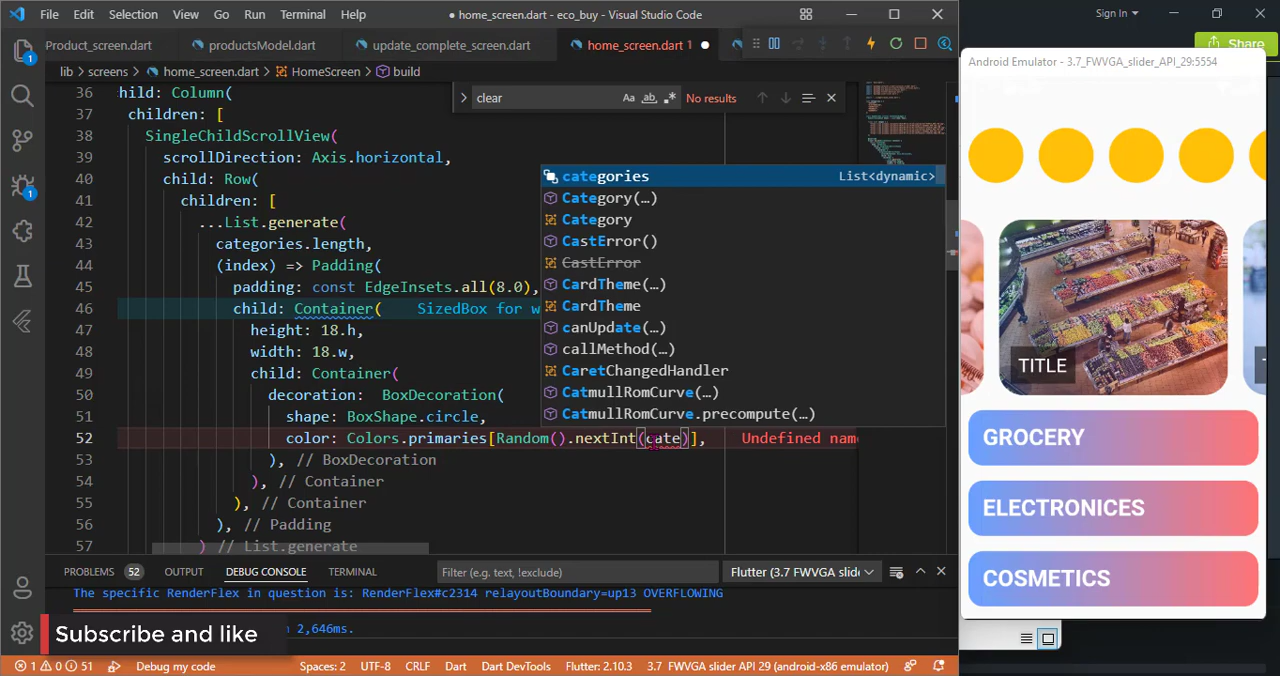 File Edit Selection View Go Run Terminal Help ● home_screen.dart - eco_buy - Visual Studio Code
Product_screen.dart productsModel.dart update_complete_screen.dart home_screen.dart 1 ●
lib > screens > home_screen.dart > HomeScreen > build
clear Aa ab .* No results
36 hild: Column(
37 children: [
38 SingleChildScrollView(
39 scrollDirection: Axis.horizontal,
40 child: Row(
41 children: [
42 ...List.generate(
43 categories.length,
44 (index) => Padding(
45 padding: const EdgeInsets.all(8.0),
46 child: Container( SizedBox for w
47 height: 18.h,
48 width: 18.w,
49 child: Container(
50 decoration: BoxDecoration(
51 shape: BoxShape.circle,
52 color: Colors.primaries[Random().nextInt(cate)], Undefined nam
53 ), // BoxDecoration
54 ), // Container
55 ), // Container
56 ), // Padding
57 ) // List.generate
categories List<dynamic>
Category(…)
Category
CastError()
CastError
CardTheme(…)
CardTheme
canUpdate(…)
callMethod(…)
CaretChangedHandler
CatmullRomCurve(…)
CatmullRomCurve.precompute(…)
PROBLEMS 52 OUTPUT DEBUG CONSOLE TERMINAL Filter (e.g. text, !exclude) Flutter (3.7 FWVGA slide
The specific RenderFlex in question is: RenderFlex#c2314 relayoutBoundary=up13 OVERFLOWING
2,646ms.
Subscribe and like
1 0 51 Debug my code Spaces: 2 UTF-8 CRLF Dart Dart DevTools Flutter: 2.10.3 3.7 FWVGA slider API 29 (android-x86 emulator)
1
1
Sign In
Share
Android Emulator - 3.7_FWVGA_slider_API_29:5554
TITLE
T
GROCERY
ELECTRONICES
COSMETICS